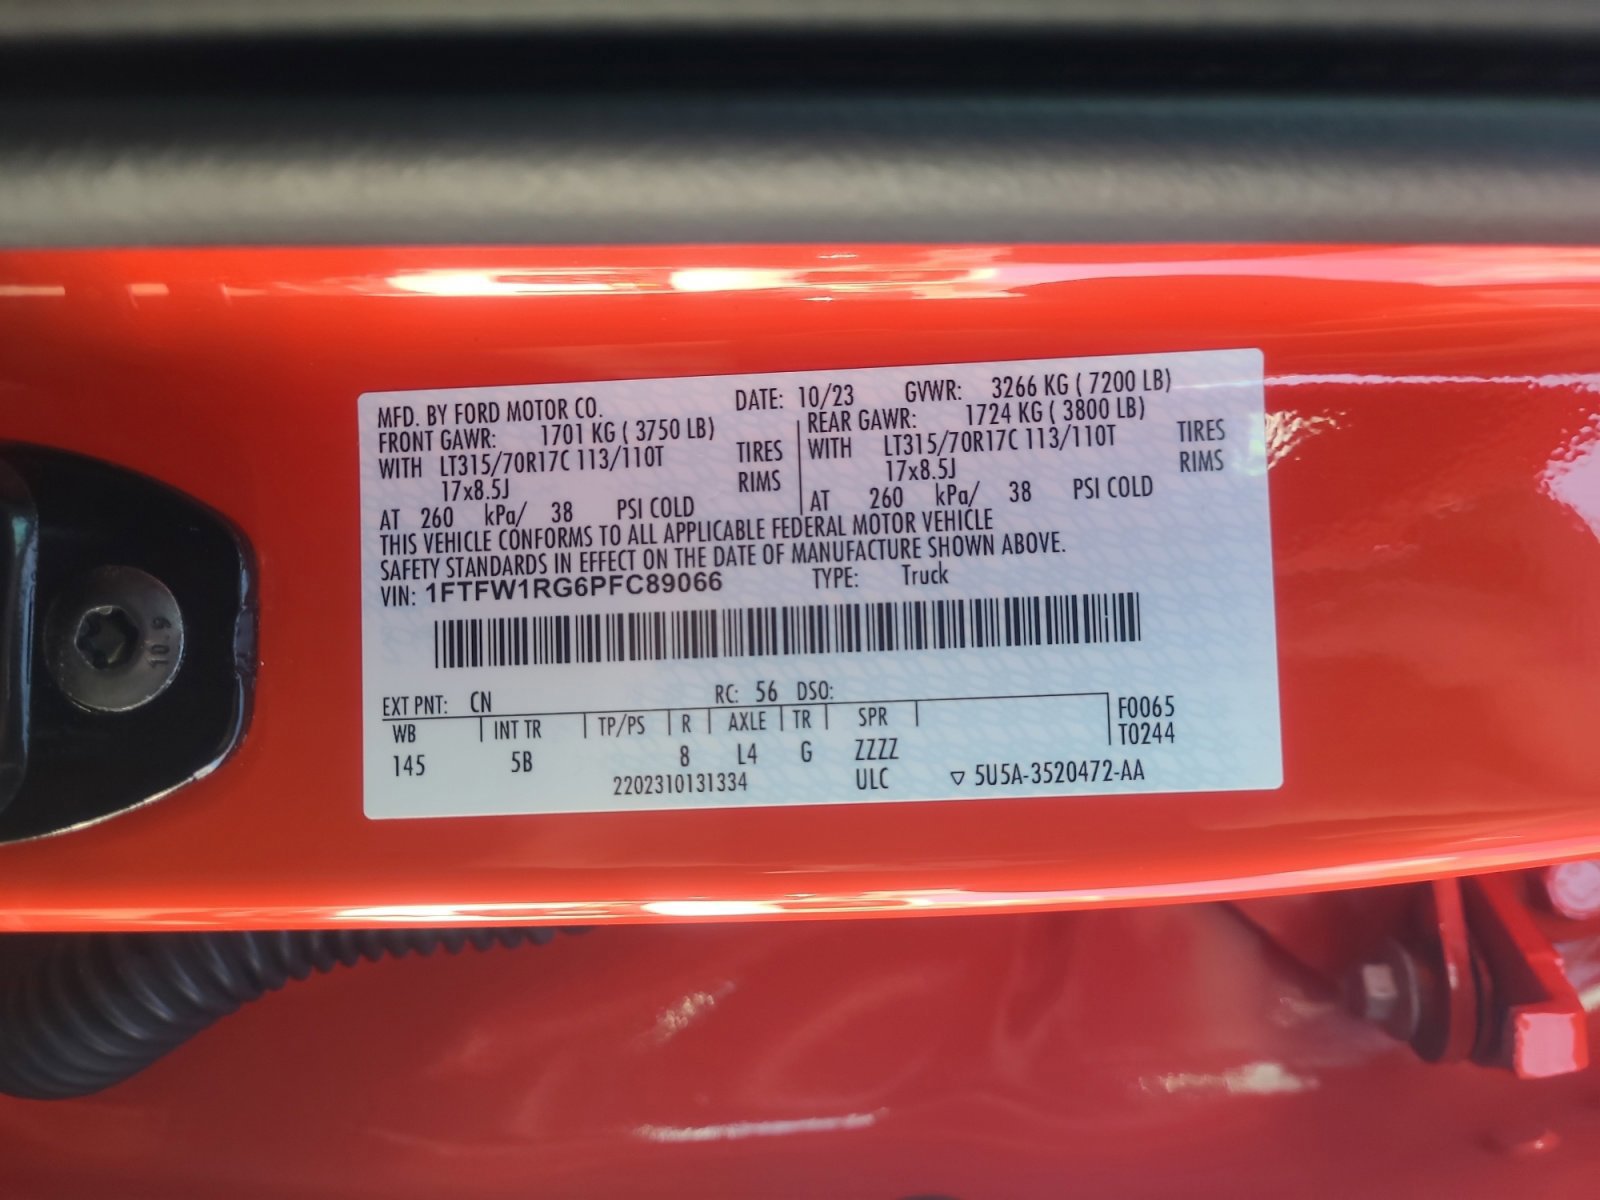 MFD. BY FORD MOTOR CO. DATE: 10/23 GVWR: 3266 KG ( 7200 LB)
FRONT GAWR: 1701 KG ( 3750 LB) REAR GAWR: 1724 KG ( 3800 LB)
WITH LT315/70R17C 113/110T TIRES WITH LT315/70R17C 113/110T TIRES
17x8.5J RIMS 17x8.5J RIMS
AT 260 kPa/ 38 PSI COLD AT 260 kPa/ 38 PSI COLD
THIS VEHICLE CONFORMS TO ALL APPLICABLE FEDERAL MOTOR VEHICLE
SAFETY STANDARDS IN EFFECT ON THE DATE OF MANUFACTURE SHOWN ABOVE.
VIN: 1FTFW1RG6PFC89066 TYPE: Truck
EXT PNT: CN RC: 56 DSO:
WB INT TR TP/PS R AXLE TR SPR F0065
145 5B 8 L4 G ZZZZ T0244
2202310131334 ULC ▽ 5U5A-3520472-AA
10.9